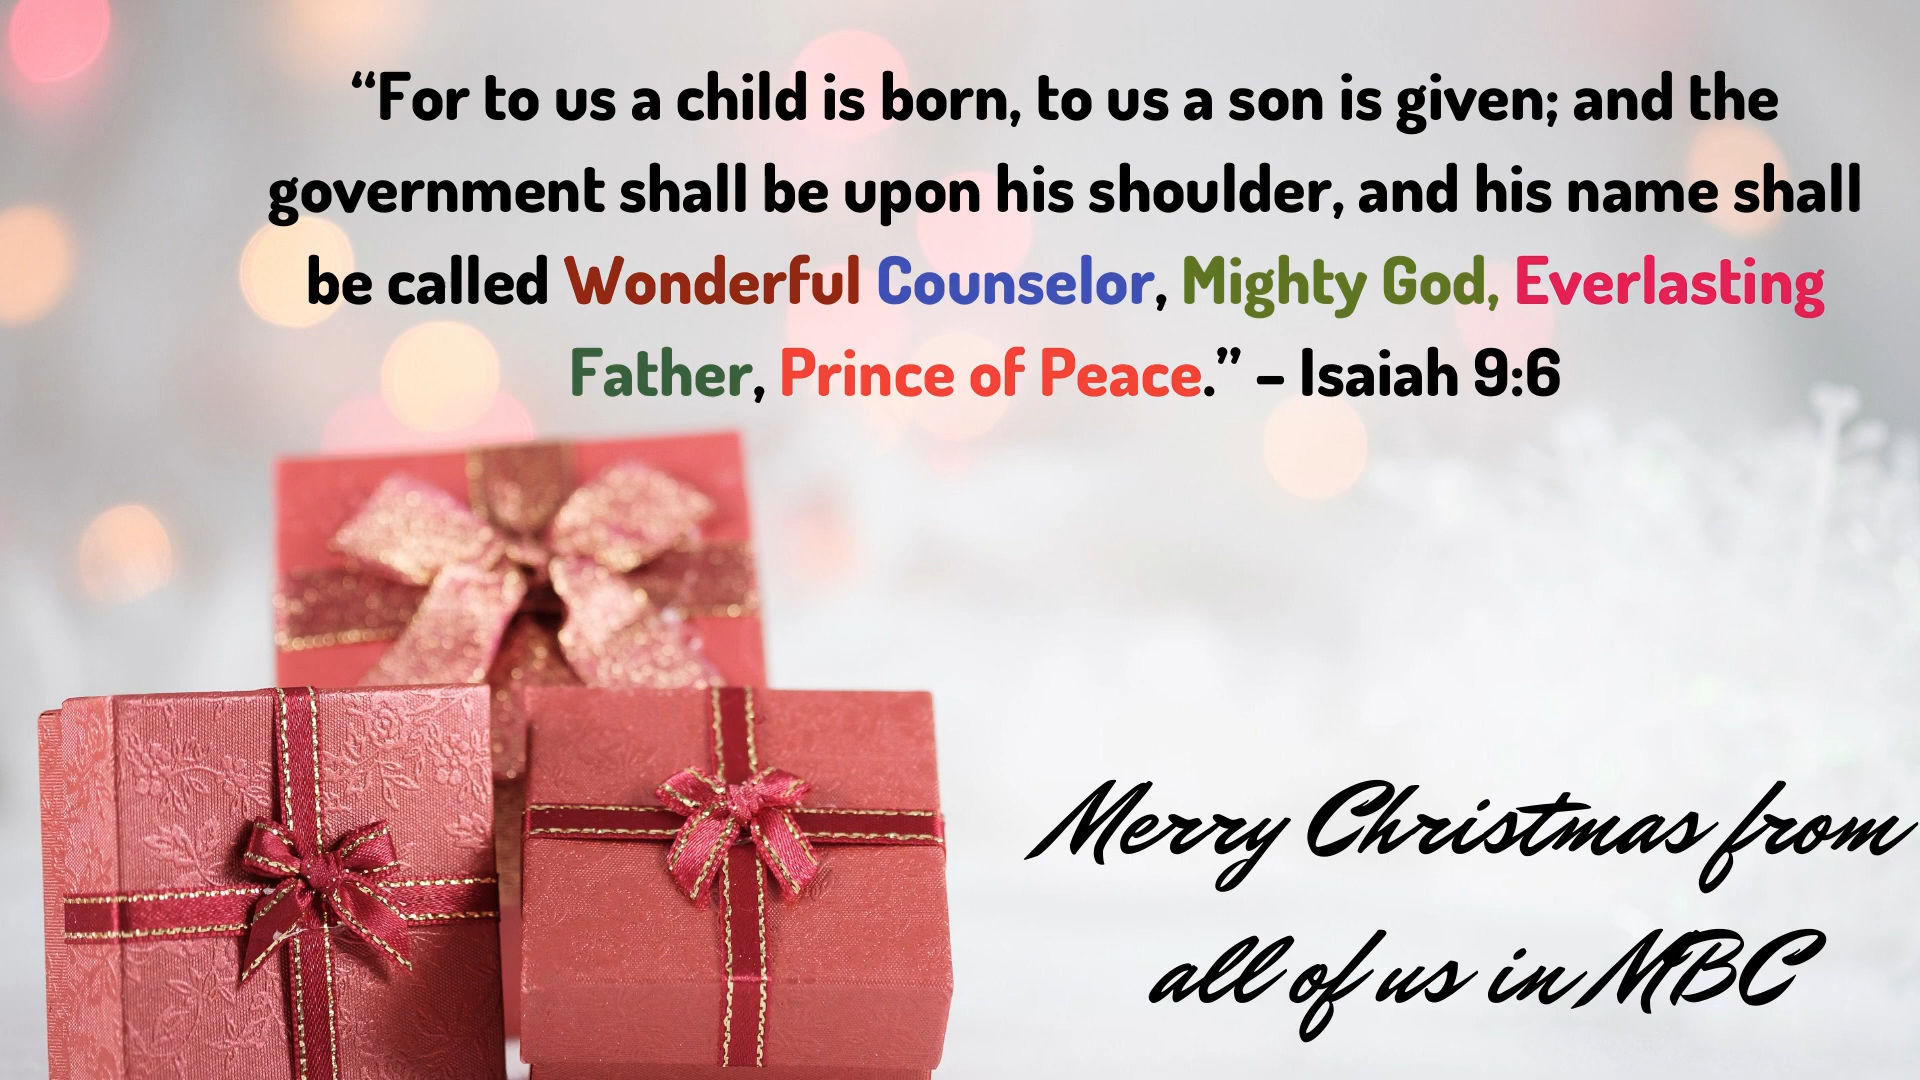 “For to us a child is born, to us a son is given; and the
government shall be upon his shoulder, and his name shall
be called Wonderful Counselor, Mighty God, Everlasting
Father, Prince of Peace.” – Isaiah 9:6
Merry Christmas from
all of us in MBC